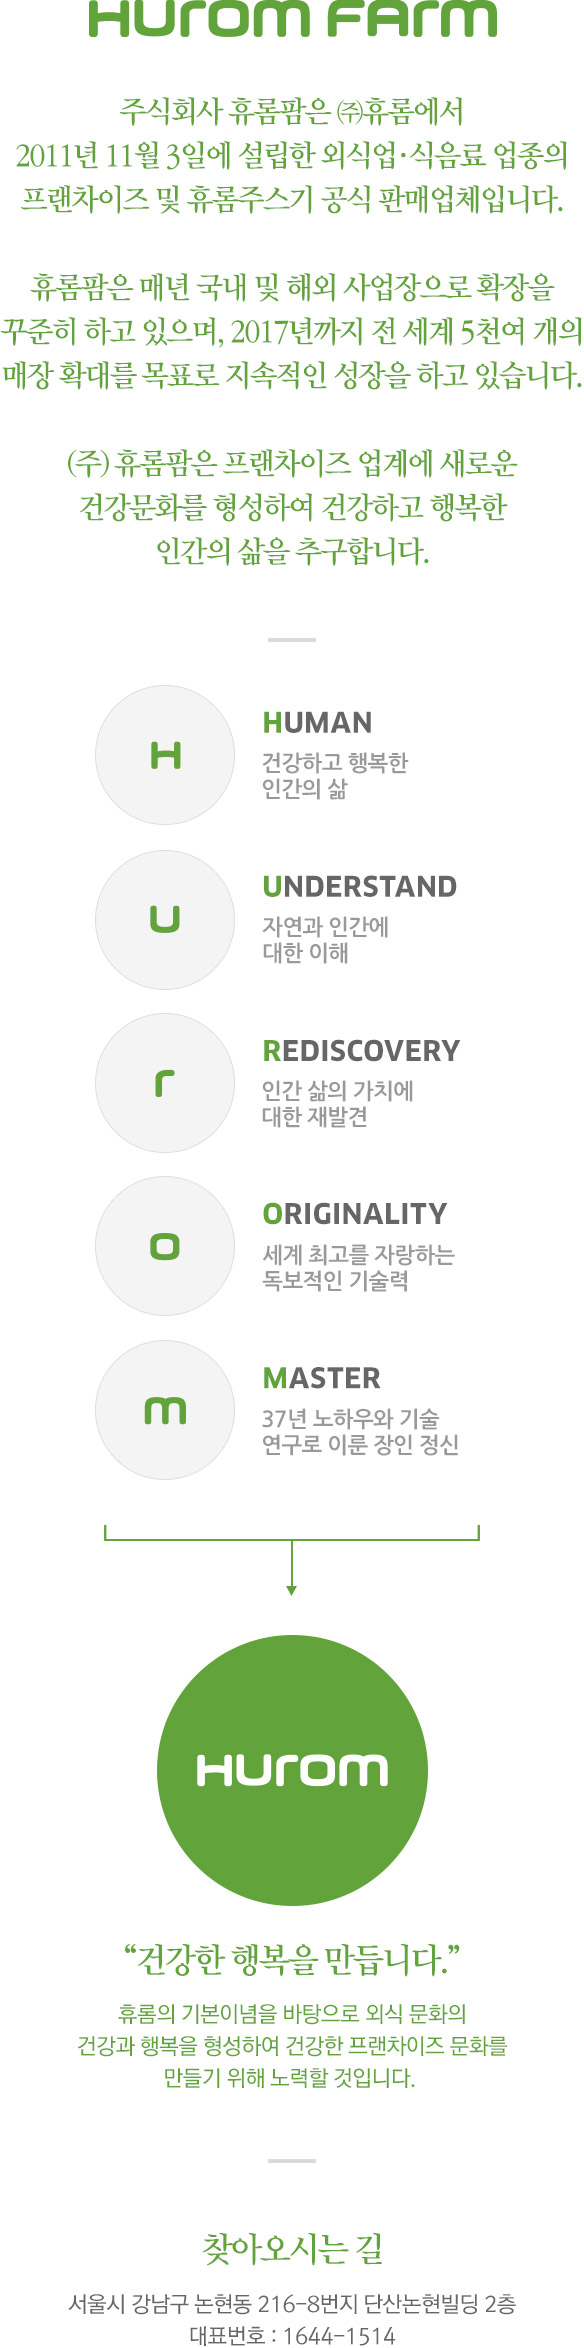 HUrOM FArM
주식회사 휴롬팜은 ㈜휴롬에서
2011년 11월 3일에 설립한 외식업·식음료 업종의
프랜차이즈 및 휴롬주스기 공식 판매업체입니다.
휴롬팜은 매년 국내 및 해외 사업장으로 확장을
꾸준히 하고 있으며, 2017년까지 전 세계 5천여 개의
매장 확대를 목표로 지속적인 성장을 하고 있습니다.
(주) 휴롬팜은 프랜차이즈 업계에 새로운
건강문화를 형성하여 건강하고 행복한
인간의 삶을 추구합니다.
H
HUMAN
건강하고 행복한
인간의 삶
U
UNDERSTAND
자연과 인간에
대한 이해
r
REDISCOVERY
인간 삶의 가치에
대한 재발견
o
ORIGINALITY
세계 최고를 자랑하는
독보적인 기술력
m
MASTER
37년 노하우와 기술
연구로 이룬 장인 정신
HUrom
“건강한 행복을 만듭니다.”
휴롬의 기본이념을 바탕으로 외식 문화의
건강과 행복을 형성하여 건강한 프랜차이즈 문화를
만들기 위해 노력할 것입니다.
찾아오시는 길
서울시 강남구 논현동 216-8번지 단산논현빌딩 2층
대표번호 : 1644-1514